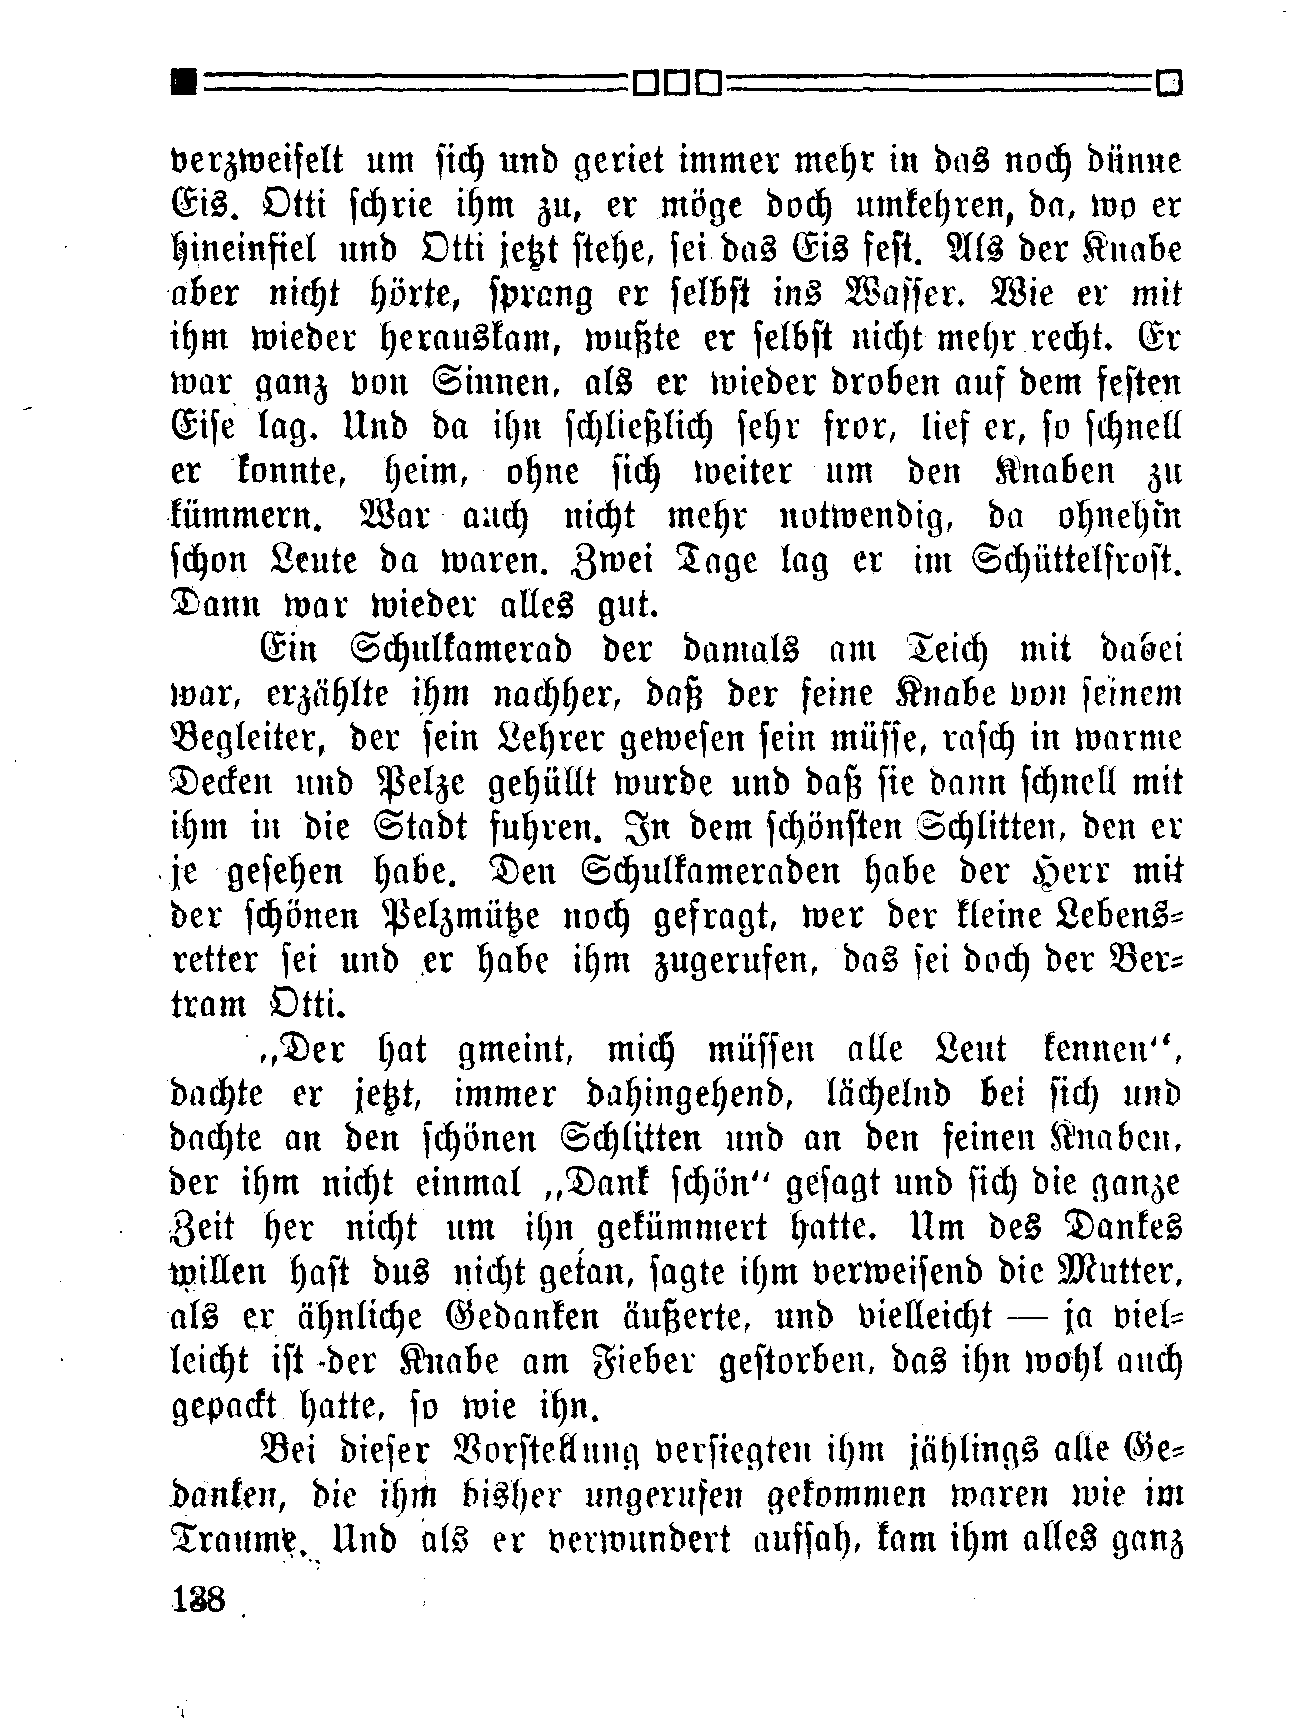 verzweifelt um sich und geriet immer mehr in das noch dünne
Eis. Otti schrie ihm zu, er möge doch umkehren, da, wo er
hineinfiel und Otti jetzt stehe, sei das Eis fest. Als der Knabe
aber nicht hörte, sprang er selbst ins Wasser. Wie er mit
ihm wieder herauskam, wußte er selbst nicht mehr recht. Er
war ganz von Sinnen, als er wieder droben auf dem festen
Eise lag. Und da ihn schließlich sehr fror, lief er, so schnell
er konnte, heim, ohne sich weiter um den Knaben zu
kümmern. War auch nicht mehr notwendig, da ohnehin
schon Leute da waren. Zwei Tage lag er im Schüttelfrost.
Dann war wieder alles gut.
Ein Schulkamerad der damals am Teich mit dabei
war, erzählte ihm nachher, daß der feine Knabe von seinem
Begleiter, der sein Lehrer gewesen sein müsse, rasch in warme
Decken und Pelze gehüllt wurde und daß sie dann schnell mit
ihm in die Stadt fuhren. In dem schönsten Schlitten, den er
je gesehen habe. Den Schulkameraden habe der Herr mit
der schönen Pelzmütze noch gefragt, wer der kleine Lebens-
retter sei und er habe ihm zugerufen, das sei doch der Ber-
tram Otti.
„Der hat gmeint, mich müssen alle Leut kennen“,
dachte er jetzt, immer dahingehend, lächelnd bei sich und
dachte an den schönen Schlitten und an den feinen Knaben,
der ihm nicht einmal „Dank schön“ gesagt und sich die ganze
Zeit her nicht um ihn gekümmert hatte. Um des Dankes
willen hast dus nicht getan, sagte ihm verweisend die Mutter,
als er ähnliche Gedanken äußerte, und vielleicht — ja viel-
leicht ist der Knabe am Fieber gestorben, das ihn wohl auch
gepackt hatte, so wie ihn.
Bei dieser Vorstellung versiegten ihm jählings alle Ge-
danken, die ihm bisher ungerufen gekommen waren wie im
Traume. Und als er verwundert aufsah, kam ihm alles ganz
138